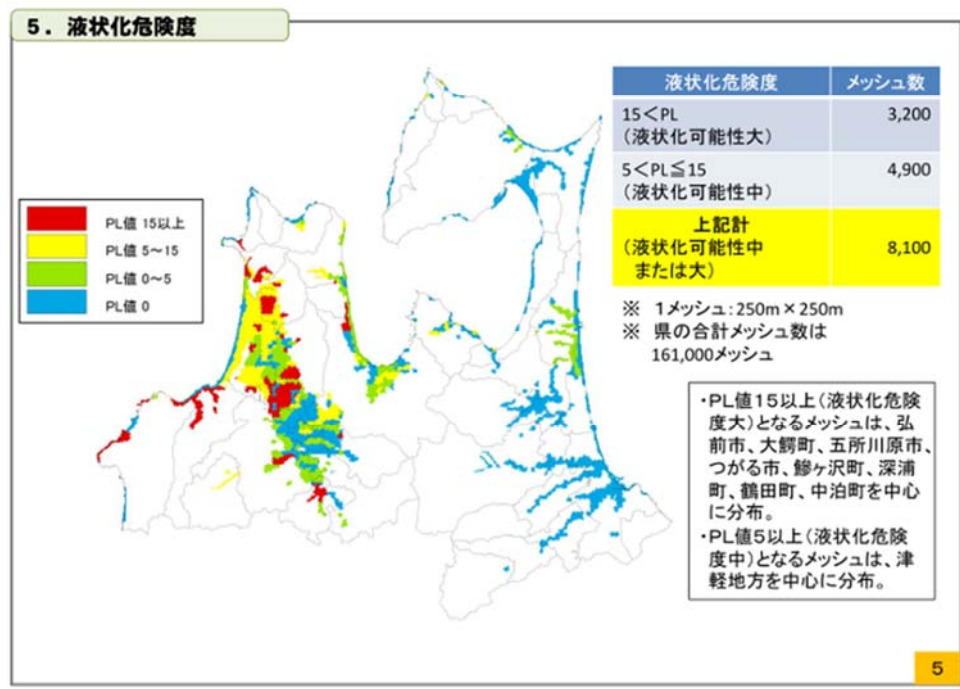 5．液状化危険度
PL値 15以上
PL値 5～15
PL値 0～5
PL値 0
液状化危険度 メッシュ数
15＜PL
（液状化可能性大） 3,200
5＜PL≦15
（液状化可能性中） 4,900
上記計
（液状化可能性中
または大） 8,100
※ 1メッシュ：250m×250m
※ 県の合計メッシュ数は
161,000メッシュ
・PL値15以上（液状化危険
度大）となるメッシュは、弘
前市、大鰐町、五所川原市、
つがる市、鰺ヶ沢町、深浦
町、鶴田町、中泊町を中心
に分布。
・PL値5以上（液状化危険
度中）となるメッシュは、津
軽地方を中心に分布。
5